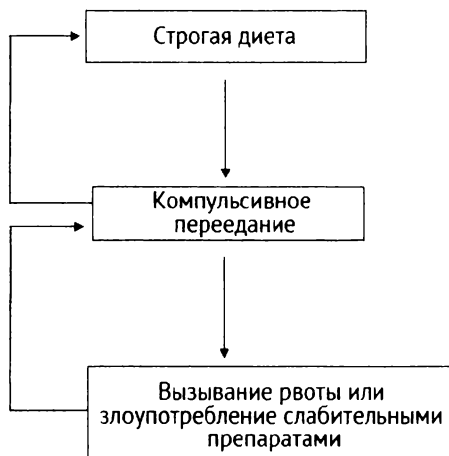 Строгая диета
Компульсивное
переедание
Вызывание рвоты или
злоупотребление слабительными
препаратами